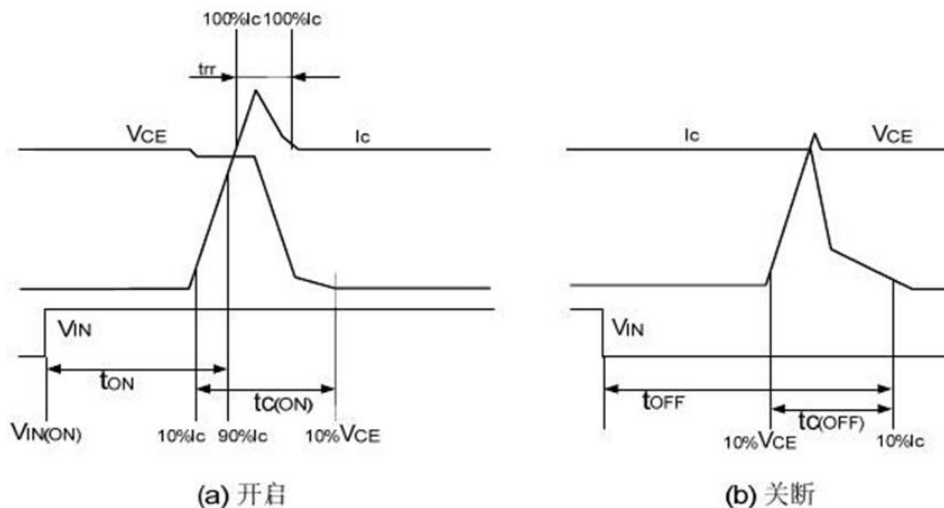 100%Ic 100%Ic
trr
VCE Ic
Ic VCE
VIN
VIN
tON
tOFF
tC(ON)
tC(OFF)
VIN(ON) 10%Ic 90%Ic 10%VCE
10%VCE 10%Ic
(a) 开启
(b) 关断